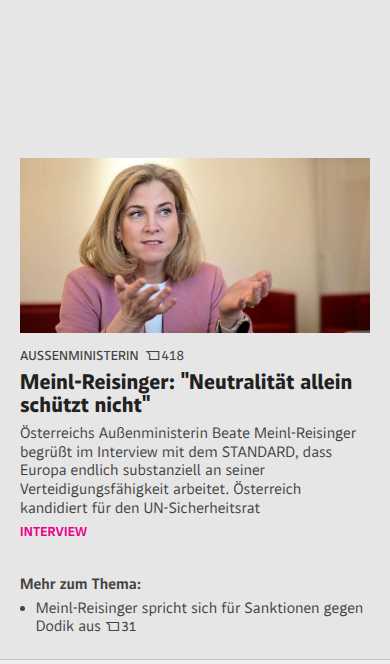 AUSSENMINISTERIN 418
Meinl-Reisinger: "Neutralität allein
schützt nicht"
Österreichs Außenministerin Beate Meinl-Reisinger
begrüßt im Interview mit dem STANDARD, dass
Europa endlich substanziell an seiner
Verteidigungsfähigkeit arbeitet. Österreich
kandidiert für den UN-Sicherheitsrat
INTERVIEW
Mehr zum Thema:
• Meinl-Reisinger spricht sich für Sanktionen gegen
Dodik aus 31